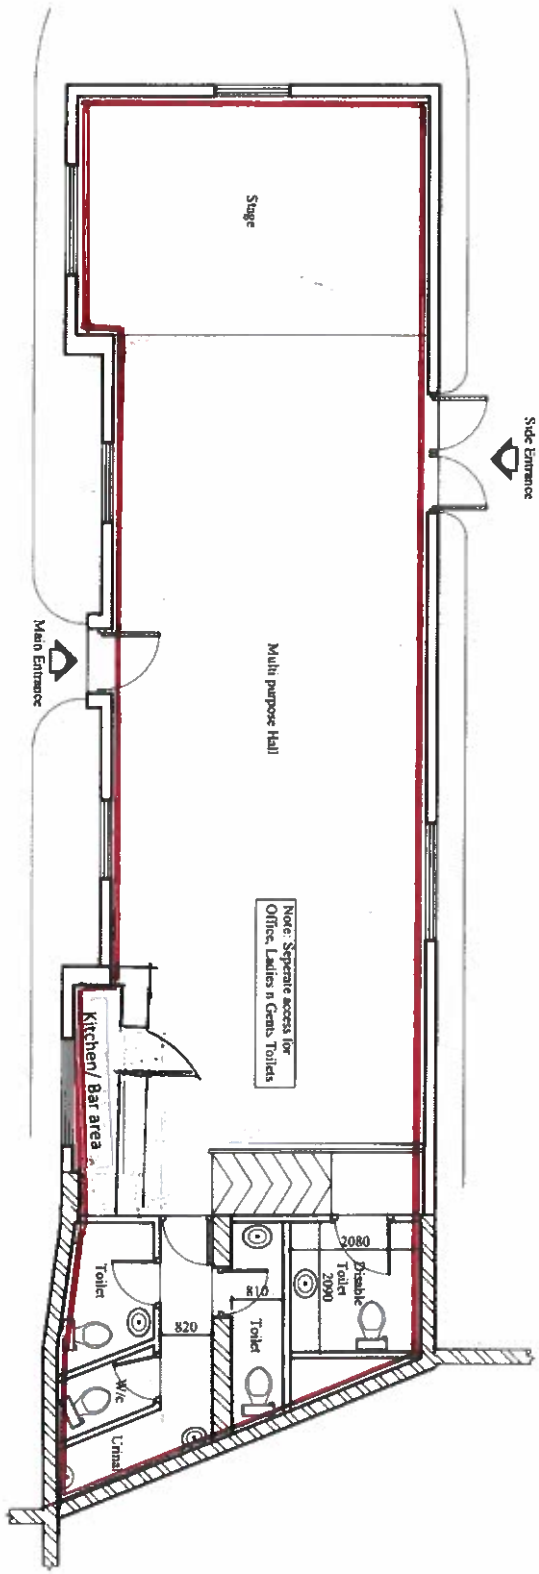 Stage
Side Entrance
Main Entrance
Multi purpose Hall
Note: Seperate access for
Office, Ladies n Gents Toilets
Kitchen/ Bar area
2080
Disable
Toilet
2090
810
Toilet
820
Toilet
W/c
Urinal